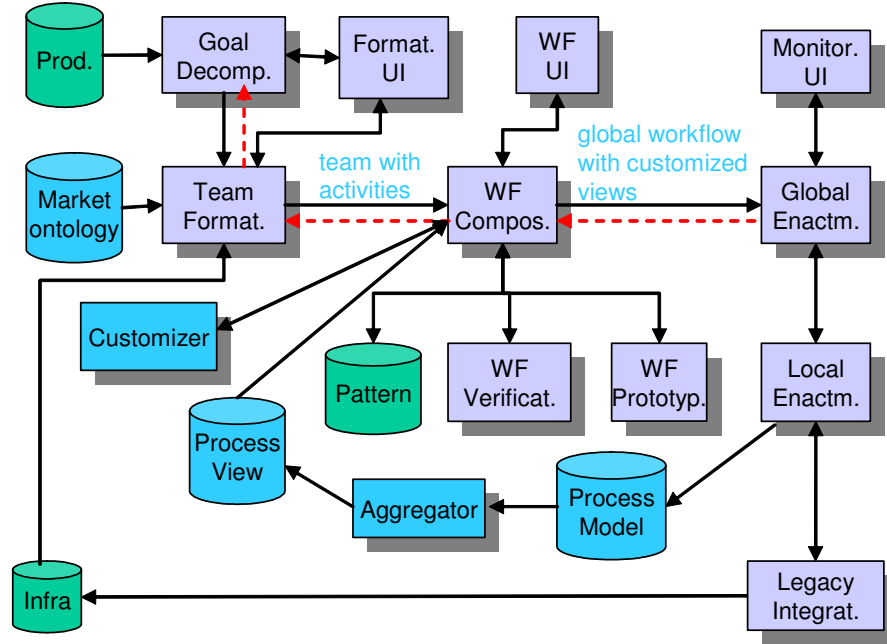 Prod.
Goal
Decomp.
Format.
UI
WF
UI
Monitor.
UI
Market
ontology
Team
Format.
team with
activities
WF
Compos.
global workflow
with customized
views
Global
Enactm.
Customizer
Pattern
WF
Verificat.
WF
Prototyp.
Local
Enactm.
Process
View
Aggregator
Process
Model
Infra
Legacy
Integrat.